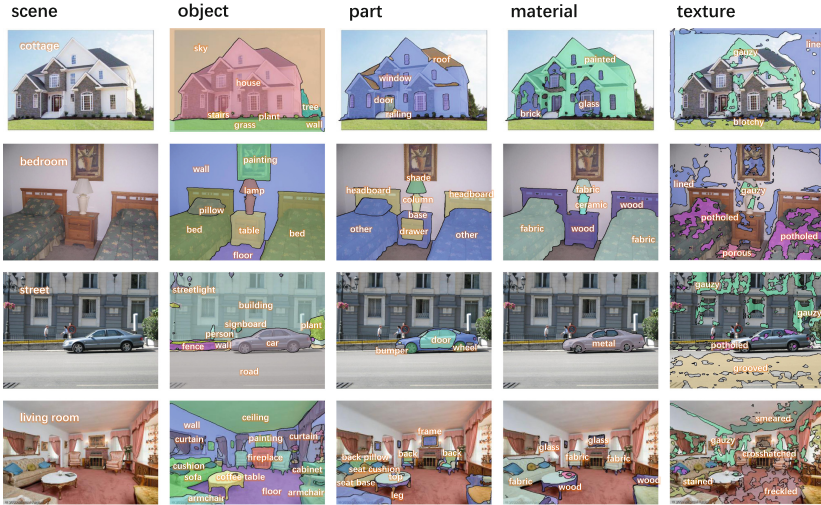 scene
object
part
material
texture
cottage
sky
house
stairs
plant
tree
grass
wall
roof
window
door
railing
painted
brick
glass
gauzy
line
blotchy
bedroom
wall
painting
lamp
pillow
bed
table
bed
floor
shade
headboard
column
headboard
base
other
drawer
other
fabric
ceramic
wood
fabric
wood
fabric
lined
gauzy
potholed
potholed
porous
street
streetlight
building
signboard
person
plant
fence
wall
car
road
door
bumper
wheel
metal
gauzy
gauzy
potholed
grooved
living room
ceiling
wall
curtain
painting
curtain
cushion
fireplace
sofa
coffee table
cabinet
armchair
floor
armchair
frame
back pillow
back
back
seat cushion
seat base
top
leg
glass
glass
fabric
fabric
fabric
wood
wood
smeared
gauzy
crosshatched
stained
freckled